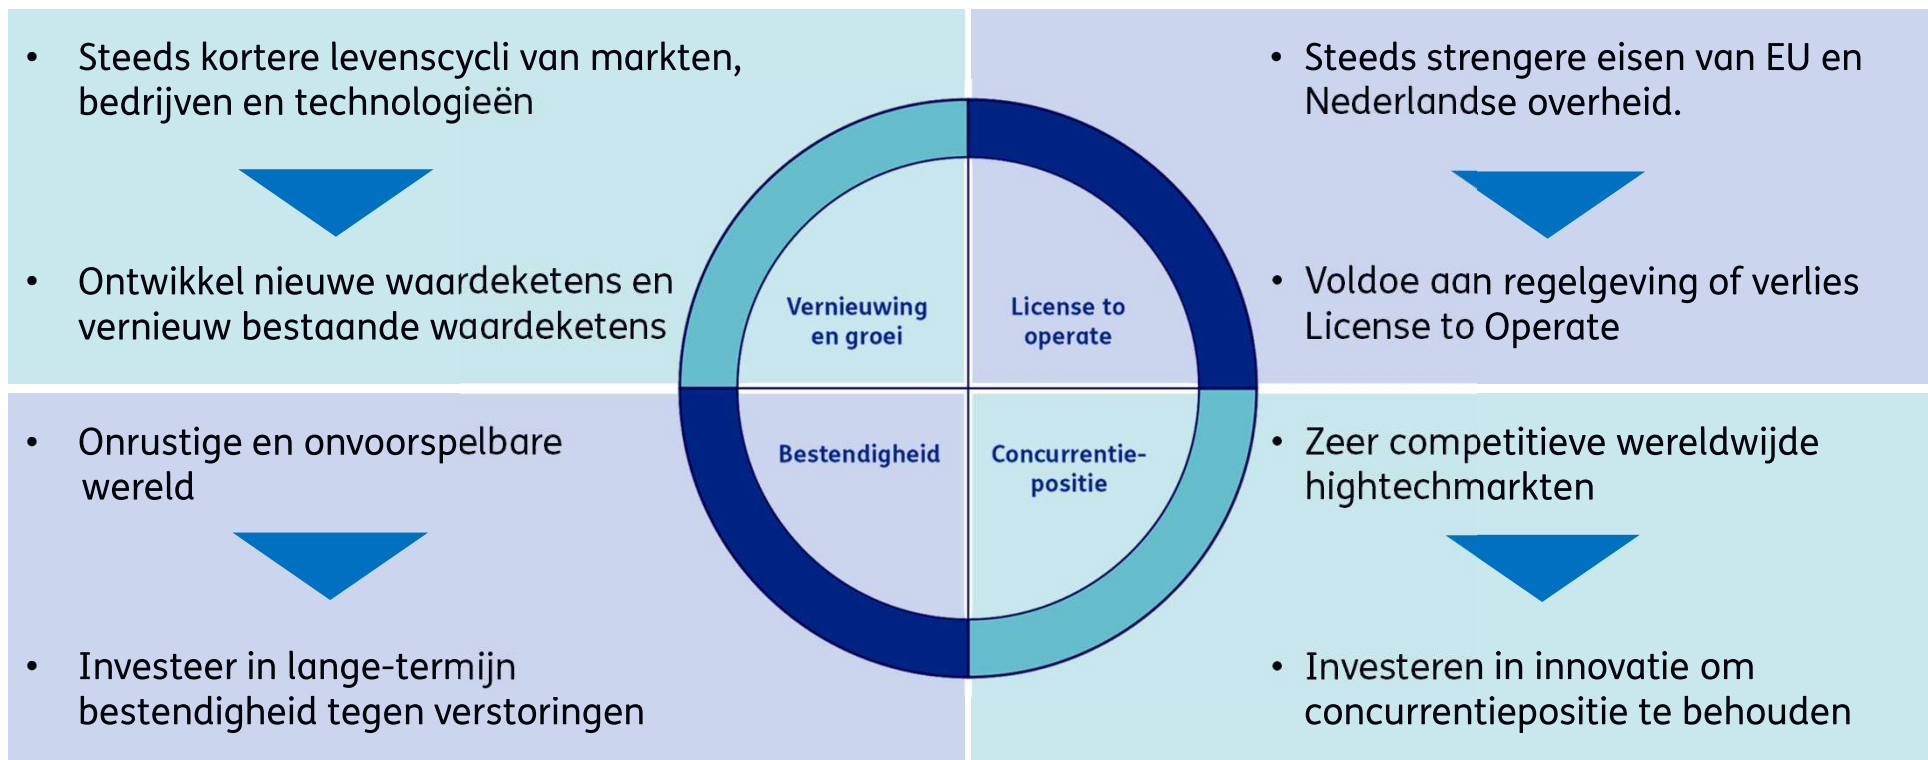 • Steeds kortere levenscycli van markten,
bedrijven en technologieën
• Ontwikkel nieuwe waardeketens en
vernieuw bestaande waardeketens
• Steeds strengere eisen van EU en
Nederlandse overheid.
• Voldoe aan regelgeving of verlies
License to Operate
Vernieuwing
en groei
License to
operate
Bestendigheid
Concurrentie-
positie
• Onrustige en onvoorspelbare
wereld
• Investeer in lange-termijn
bestendigheid tegen verstoringen
• Zeer competitieve wereldwijde
hightechmarkten
• Investeren in innovatie om
concurrentiepositie te behouden